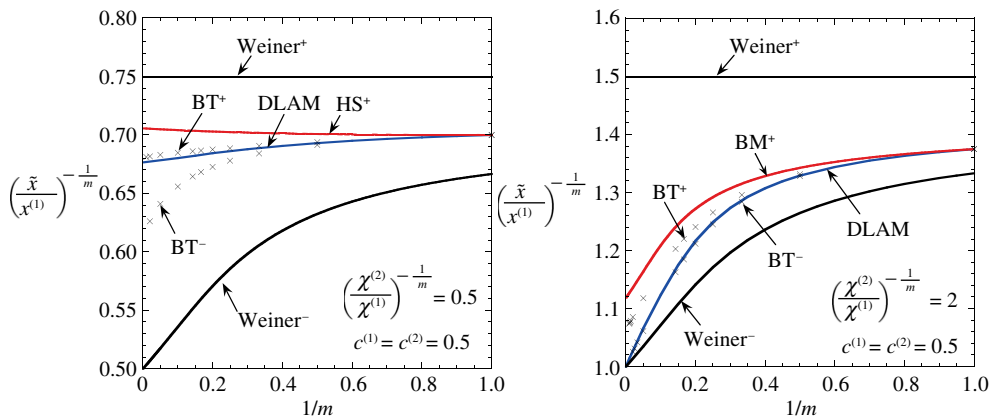 0.80
0.75
0.70
0.65
0.60
0.55
0.50
0
0.2
0.4
0.6
0.8
1.0
1/m
(x̃/x⁽¹⁾)^(−1/m)
Weiner⁺
BT⁺
DLAM
HS⁺
BT⁻
Weiner⁻
(χ⁽²⁾/χ⁽¹⁾)^(−1/m) = 0.5
c⁽¹⁾ = c⁽²⁾ = 0.5
1.6
1.5
1.4
1.3
1.2
1.1
1.0
0
0.2
0.4
0.6
0.8
1.0
1/m
(x̃/x⁽¹⁾)^(−1/m)
Weiner⁺
BM⁺
BT⁺
DLAM
BT⁻
Weiner⁻
(χ⁽²⁾/χ⁽¹⁾)^(−1/m) = 2
c⁽¹⁾ = c⁽²⁾ = 0.5